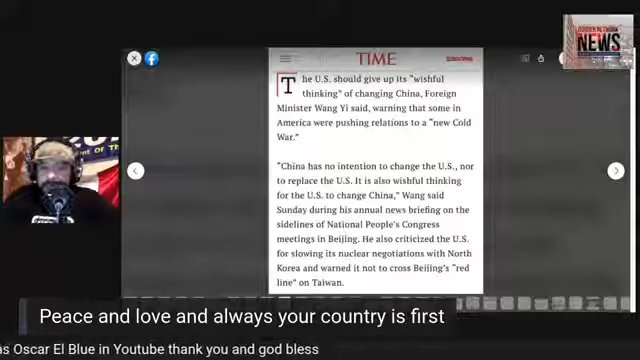 BORDER NETWORK
NEWS
TIME
SUBSCRIBE
The U.S. should give up its “wishful
thinking” of changing China, Foreign
Minister Wang Yi said, warning that some in
America were pushing relations to a “new Cold
War.”
“China has no intention to change the U.S., nor
to replace the U.S. It is also wishful thinking
for the U.S. to change China,” Wang said
Sunday during his annual news briefing on the
sidelines of National People’s Congress
meetings in Beijing. He also criticized the U.S.
for slowing its nuclear negotiations with North
Korea and warned it not to cross Beijing’s “red
line” on Taiwan.
Peace and love and always your country is first
as Oscar El Blue in Youtube thank you and god bless